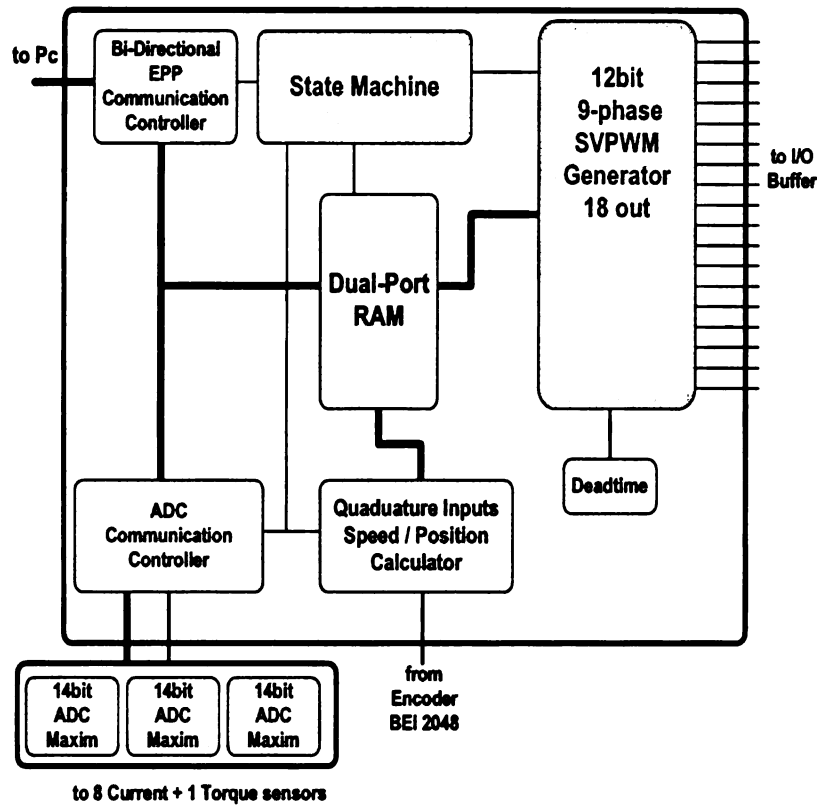 to Pc
Bi-Directional
EPP
Communication
Controller
State Machine
12bit
9-phase
SVPWM
Generator
18 out
to I/O
Buffer
Dual-Port
RAM
Deadtime
ADC
Communication
Controller
Quaduature Inputs
Speed / Position
Calculator
from
Encoder
BEI 2048
14bit
ADC
Maxim
14bit
ADC
Maxim
14bit
ADC
Maxim
to 8 Current + 1 Torque sensors